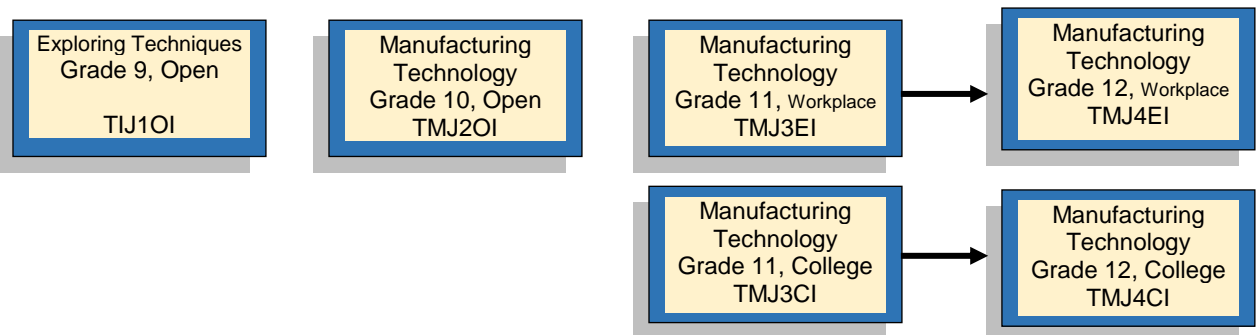 Exploring Techniques
Grade 9, Open
TIJ1OI
Manufacturing
Technology
Grade 10, Open
TMJ2OI
Manufacturing
Technology
Grade 11, Workplace
TMJ3EI
Manufacturing
Technology
Grade 12, Workplace
TMJ4EI
Manufacturing
Technology
Grade 11, College
TMJ3CI
Manufacturing
Technology
Grade 12, College
TMJ4CI